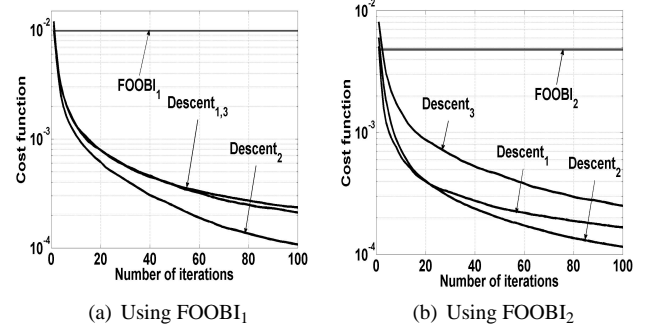 10^-2
10^-3
10^-4
Cost function
FOOBI_1
Descent_1,3
Descent_2
0 20 40 60 80 100
Number of iterations
(a) Using FOOBI_1
10^-2
10^-3
10^-4
Cost function
FOOBI_2
Descent_3
Descent_1
Descent_2
0 20 40 60 80 100
Number of iterations
(b) Using FOOBI_2